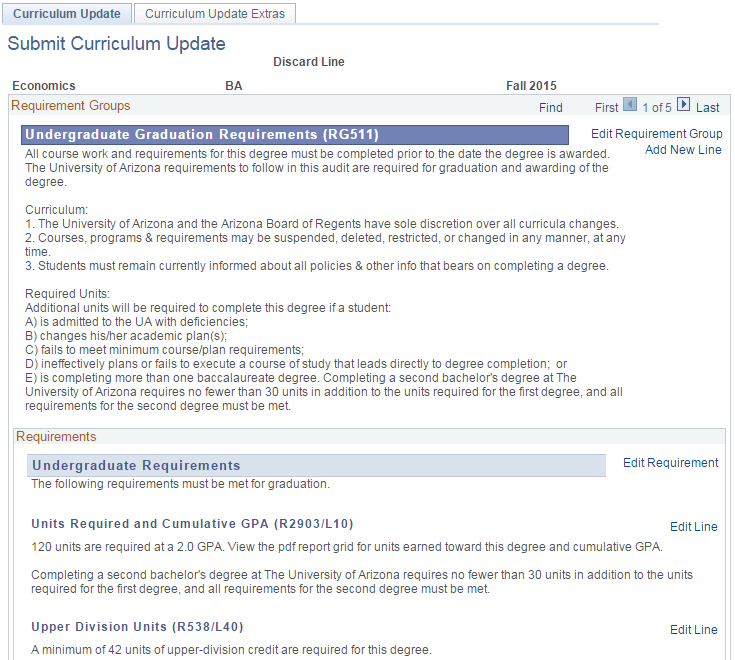 Curriculum Update Curriculum Update Extras
Submit Curriculum Update
Discard Line
Economics BA Fall 2015
Requirement Groups Find First 1 of 5 Last
Undergraduate Graduation Requirements (RG511) Edit Requirement Group
Add New Line
All course work and requirements for this degree must be completed prior to the date the degree is awarded.
The University of Arizona requirements to follow in this audit are required for graduation and awarding of the
degree.
Curriculum:
1. The University of Arizona and the Arizona Board of Regents have sole discretion over all curricula changes.
2. Courses, programs & requirements may be suspended, deleted, restricted, or changed in any manner, at any
time.
3. Students must remain currently informed about all policies & other info that bears on completing a degree.
Required Units:
Additional units will be required to complete this degree if a student:
A) is admitted to the UA with deficiencies;
B) changes his/her academic plan(s);
C) fails to meet minimum course/plan requirements;
D) ineffectively plans or fails to execute a course of study that leads directly to degree completion; or
E) is completing more than one baccalaureate degree. Completing a second bachelor's degree at The
University of Arizona requires no fewer than 30 units in addition to the units required for the first degree, and all
requirements for the second degree must be met.
Requirements
Undergraduate Requirements Edit Requirement
The following requirements must be met for graduation.
Units Required and Cumulative GPA (R2903/L10) Edit Line
120 units are required at a 2.0 GPA. View the pdf report grid for units earned toward this degree and cumulative GPA.
Completing a second bachelor's degree at The University of Arizona requires no fewer than 30 units in addition to the units
required for the first degree, and all requirements for the second degree must be met.
Upper Division Units (R538/L40) Edit Line
A minimum of 42 units of upper-division credit are required for this degree.